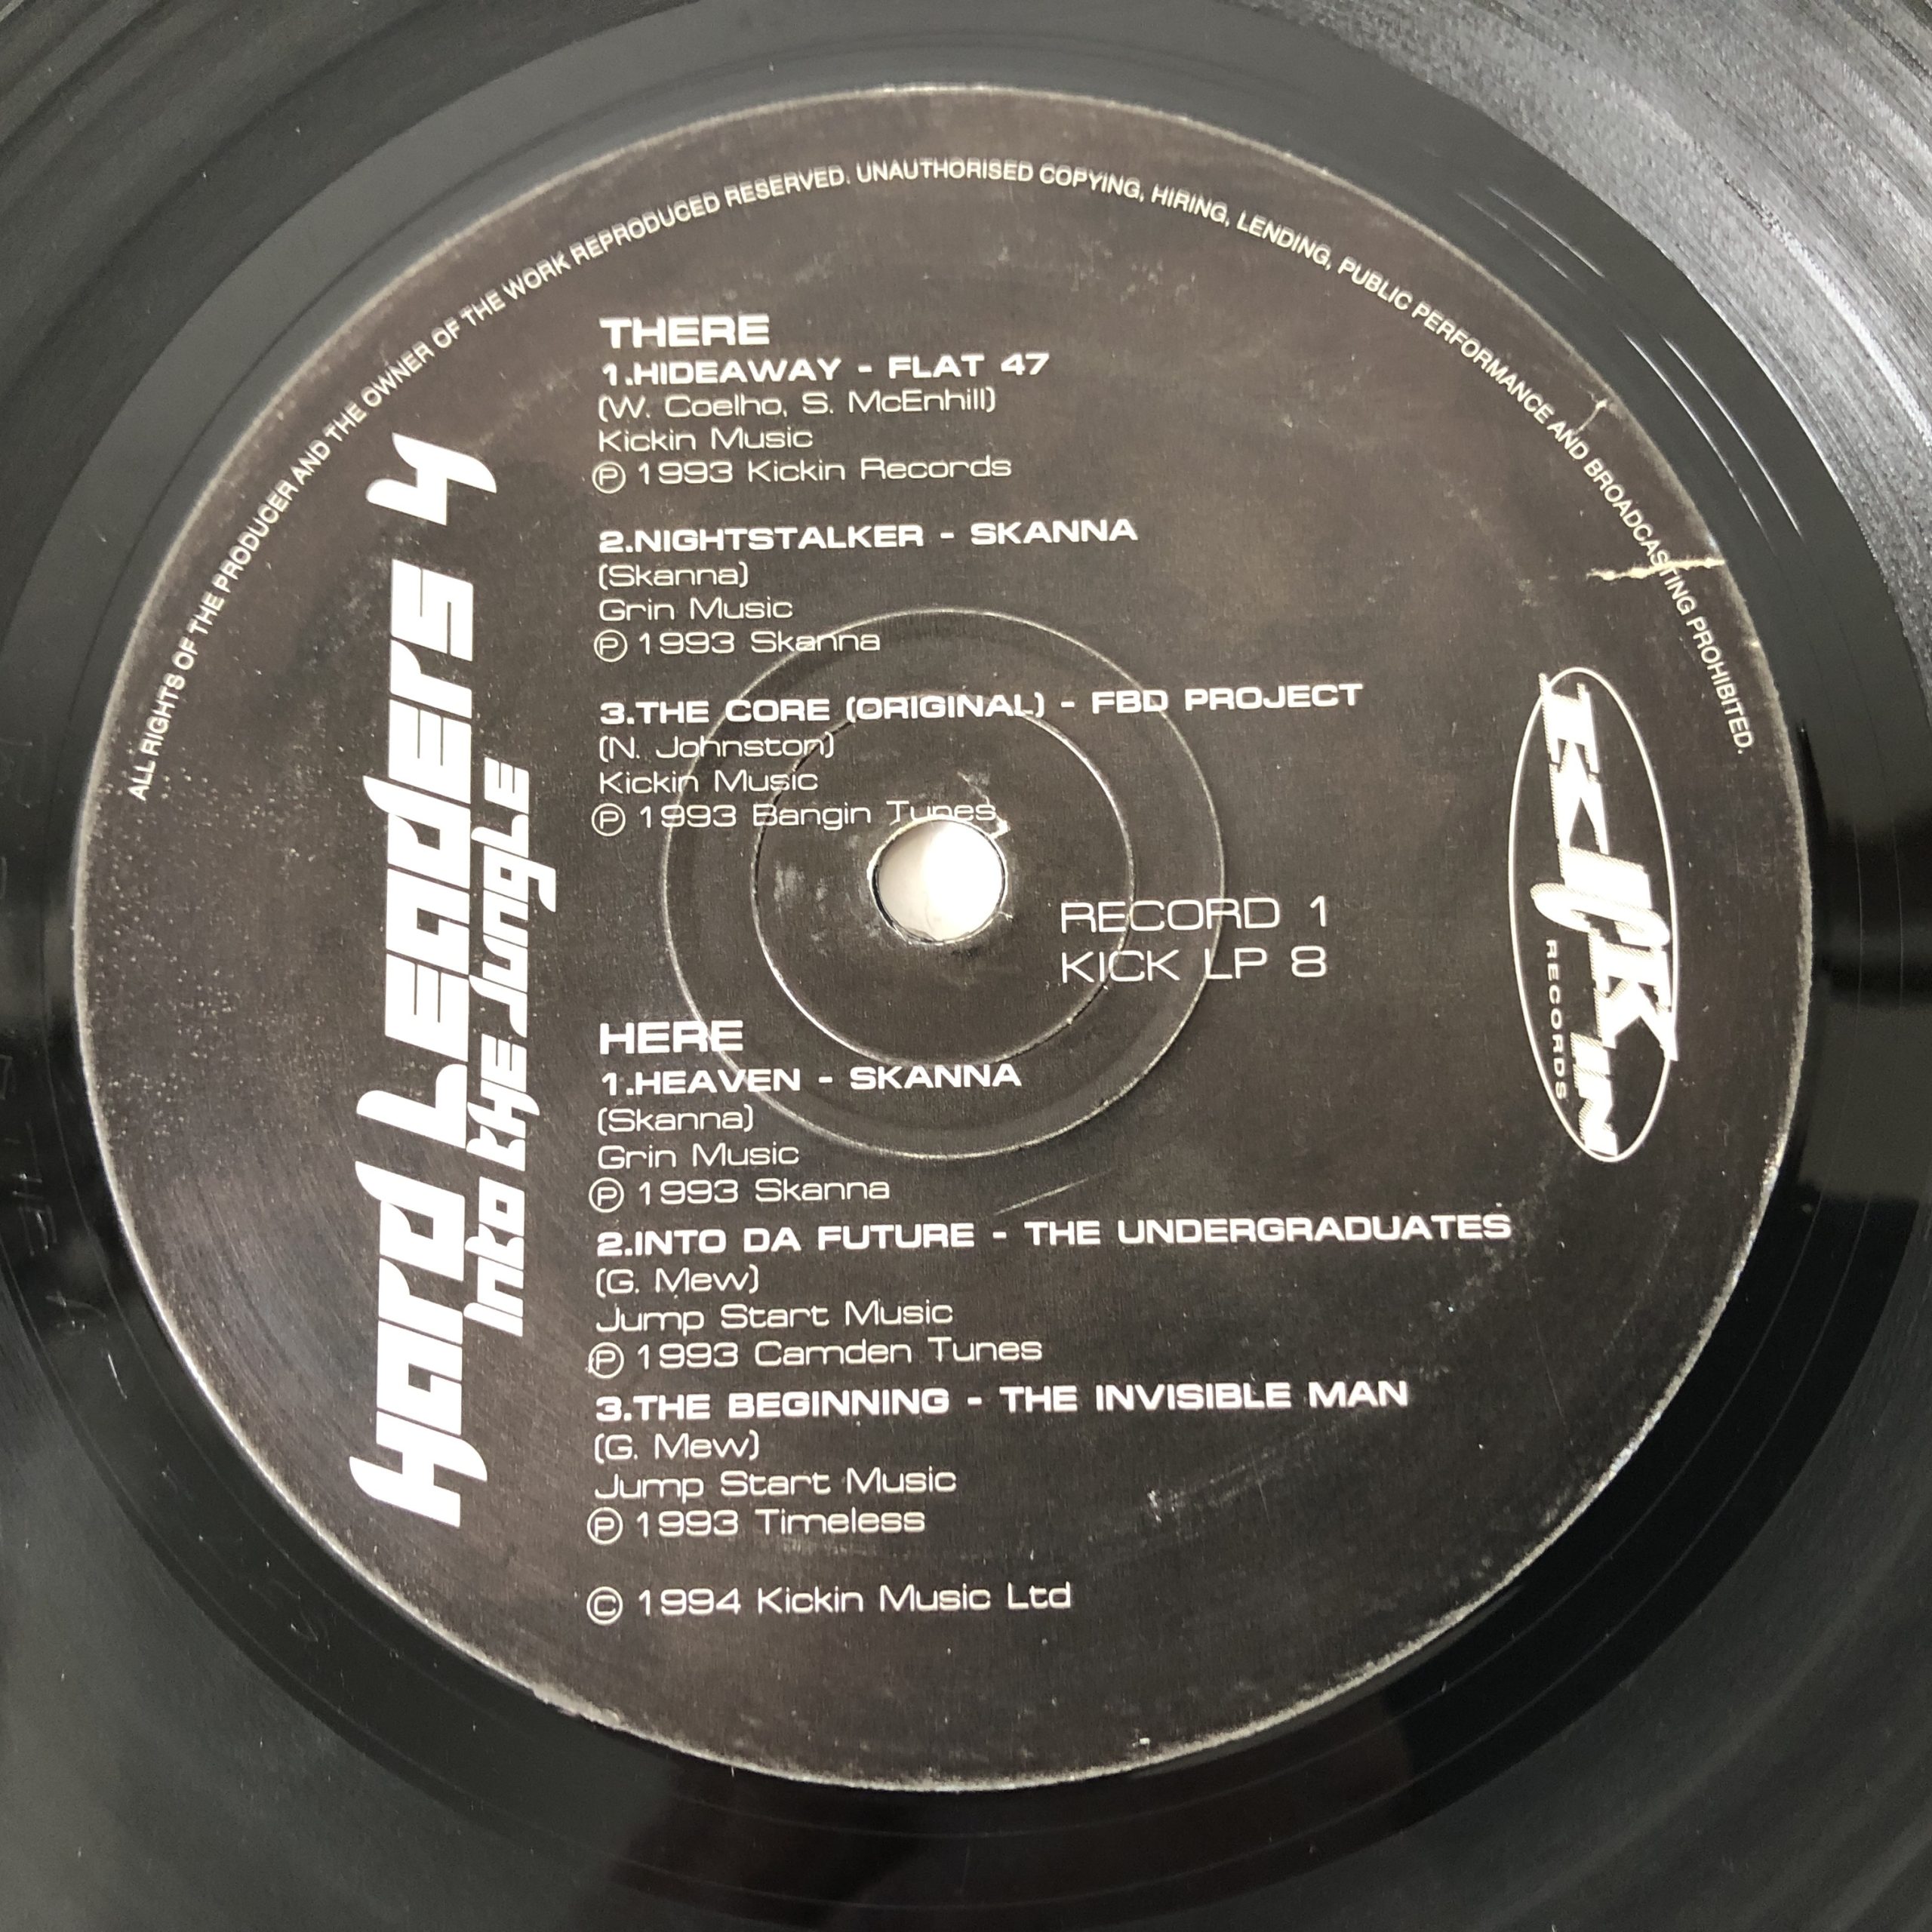 ALL RIGHTS OF THE PRODUCER AND THE OWNER OF THE WORK REPRODUCED RESERVED. UNAUTHORISED COPYING, HIRING, LENDING, PUBLIC PERFORMANCE AND BROADCASTING PROHIBITED.
Hard Leaders 4
Into the Jungle
THERE
1.HIDEAWAY - FLAT 47
(W. Coelho, S. McEnhill)
Kickin Music
℗ 1993 Kickin Records
2.NIGHTSTALKER - SKANNA
(Skanna)
Grin Music
℗ 1993 Skanna
3.THE CORE (ORIGINAL) - FBD PROJECT
(N. Johnston)
Kickin Music
℗ 1993 Bangin Tunes
RECORD 1
KICK LP 8
KICKIN
RECORDS
HERE
1.HEAVEN - SKANNA
(Skanna)
Grin Music
℗ 1993 Skanna
2.INTO DA FUTURE - THE UNDERGRADUATES
(G. Mew)
Jump Start Music
℗ 1993 Camden Tunes
3.THE BEGINNING - THE INVISIBLE MAN
(G. Mew)
Jump Start Music
℗ 1993 Timeless
© 1994 Kickin Music Ltd